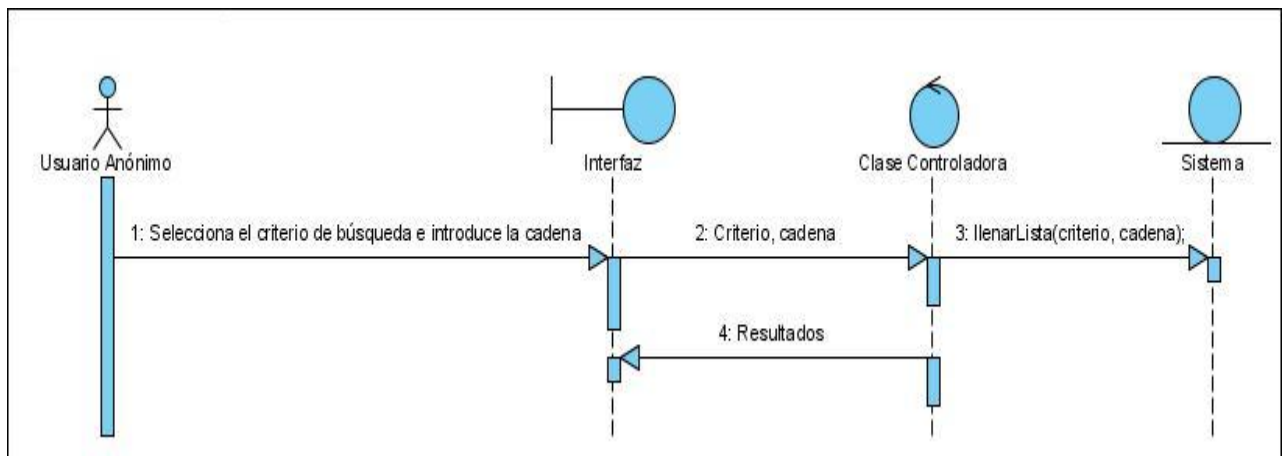 Usuario Anónimo
Interfaz
Clase Controladora
Sistema
1: Selecciona el criterio de búsqueda e introduce la cadena
2: Criterio, cadena
3: llenarLista(criterio, cadena);
4: Resultados